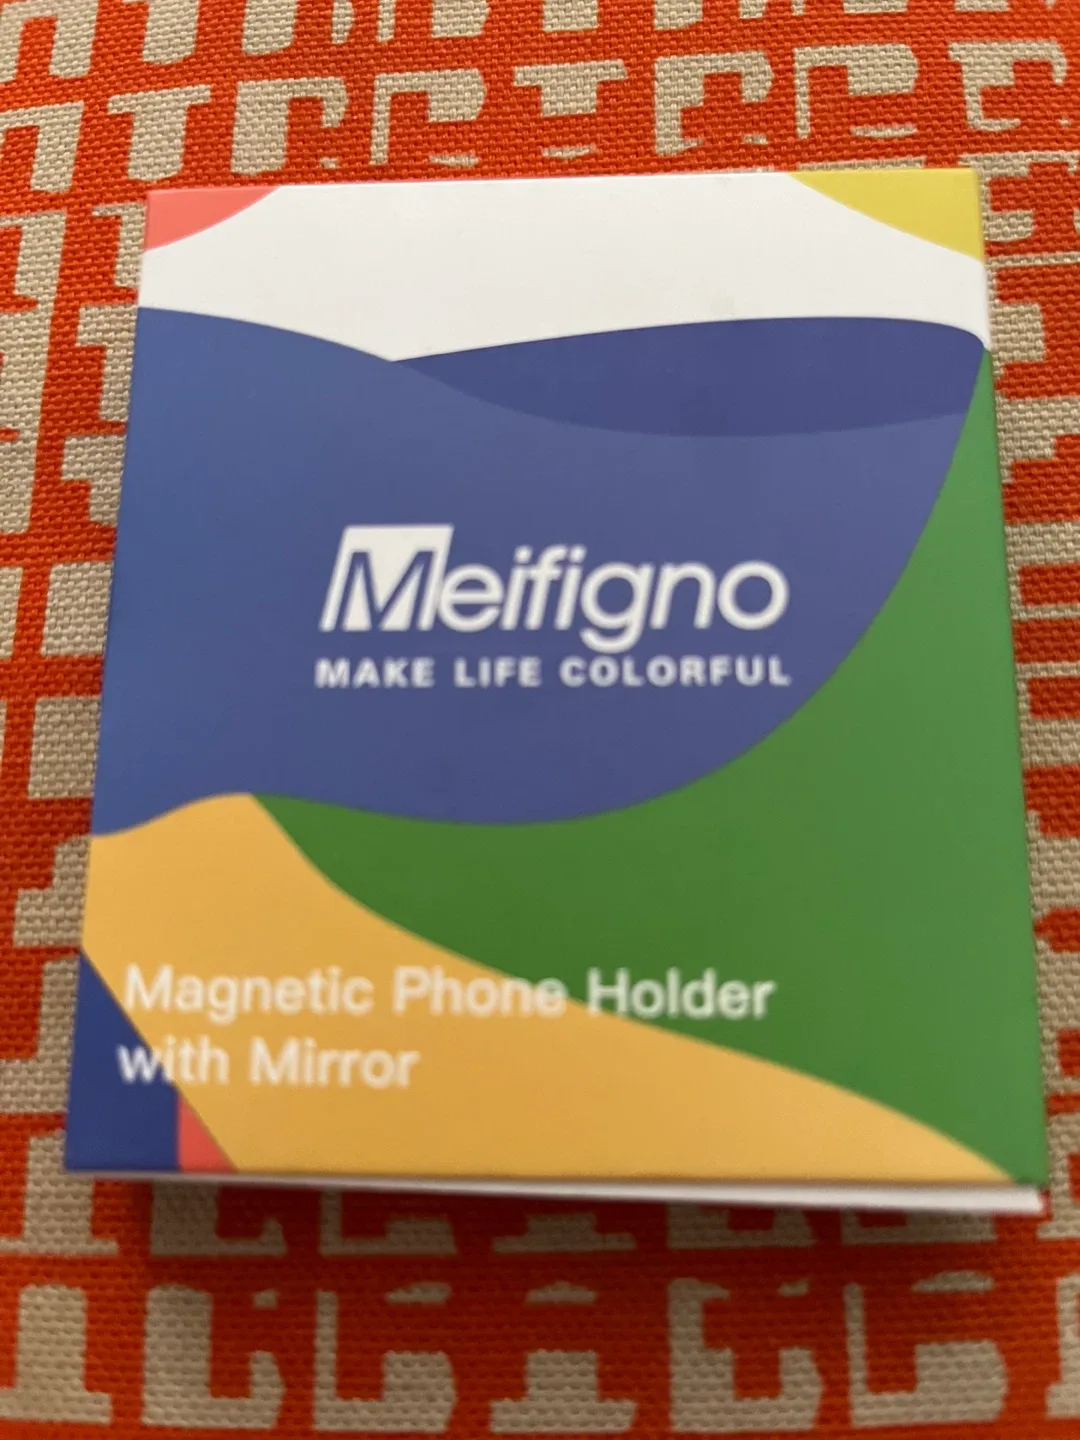 Meifigno
MAKE LIFE COLORFUL
Magnetic Phone Holder
with Mirror